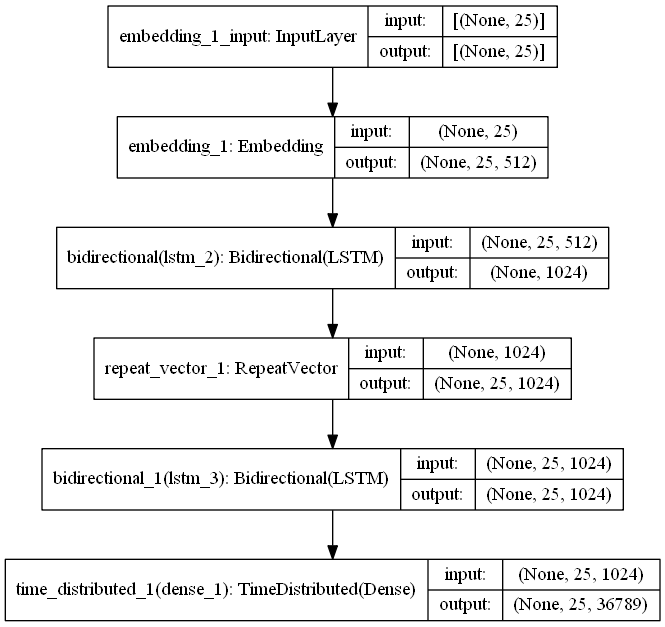 embedding_1_input: InputLayer
input:
[(None, 25)]
output:
[(None, 25)]
embedding_1: Embedding
input:
(None, 25)
output:
(None, 25, 512)
bidirectional(lstm_2): Bidirectional(LSTM)
input:
(None, 25, 512)
output:
(None, 1024)
repeat_vector_1: RepeatVector
input:
(None, 1024)
output:
(None, 25, 1024)
bidirectional_1(lstm_3): Bidirectional(LSTM)
input:
(None, 25, 1024)
output:
(None, 25, 1024)
time_distributed_1(dense_1): TimeDistributed(Dense)
input:
(None, 25, 1024)
output:
(None, 25, 36789)